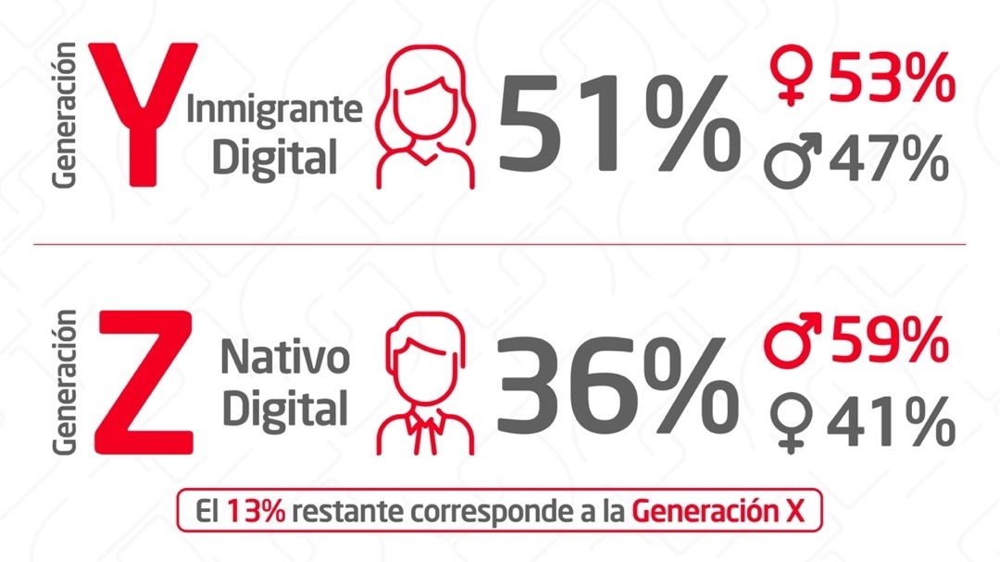 Generación
Y
Inmigrante
Digital
51%
♀ 53%
♂ 47%
Generación
Z
Nativo
Digital
36%
♂ 59%
♀ 41%
El 13% restante corresponde a la Generación X